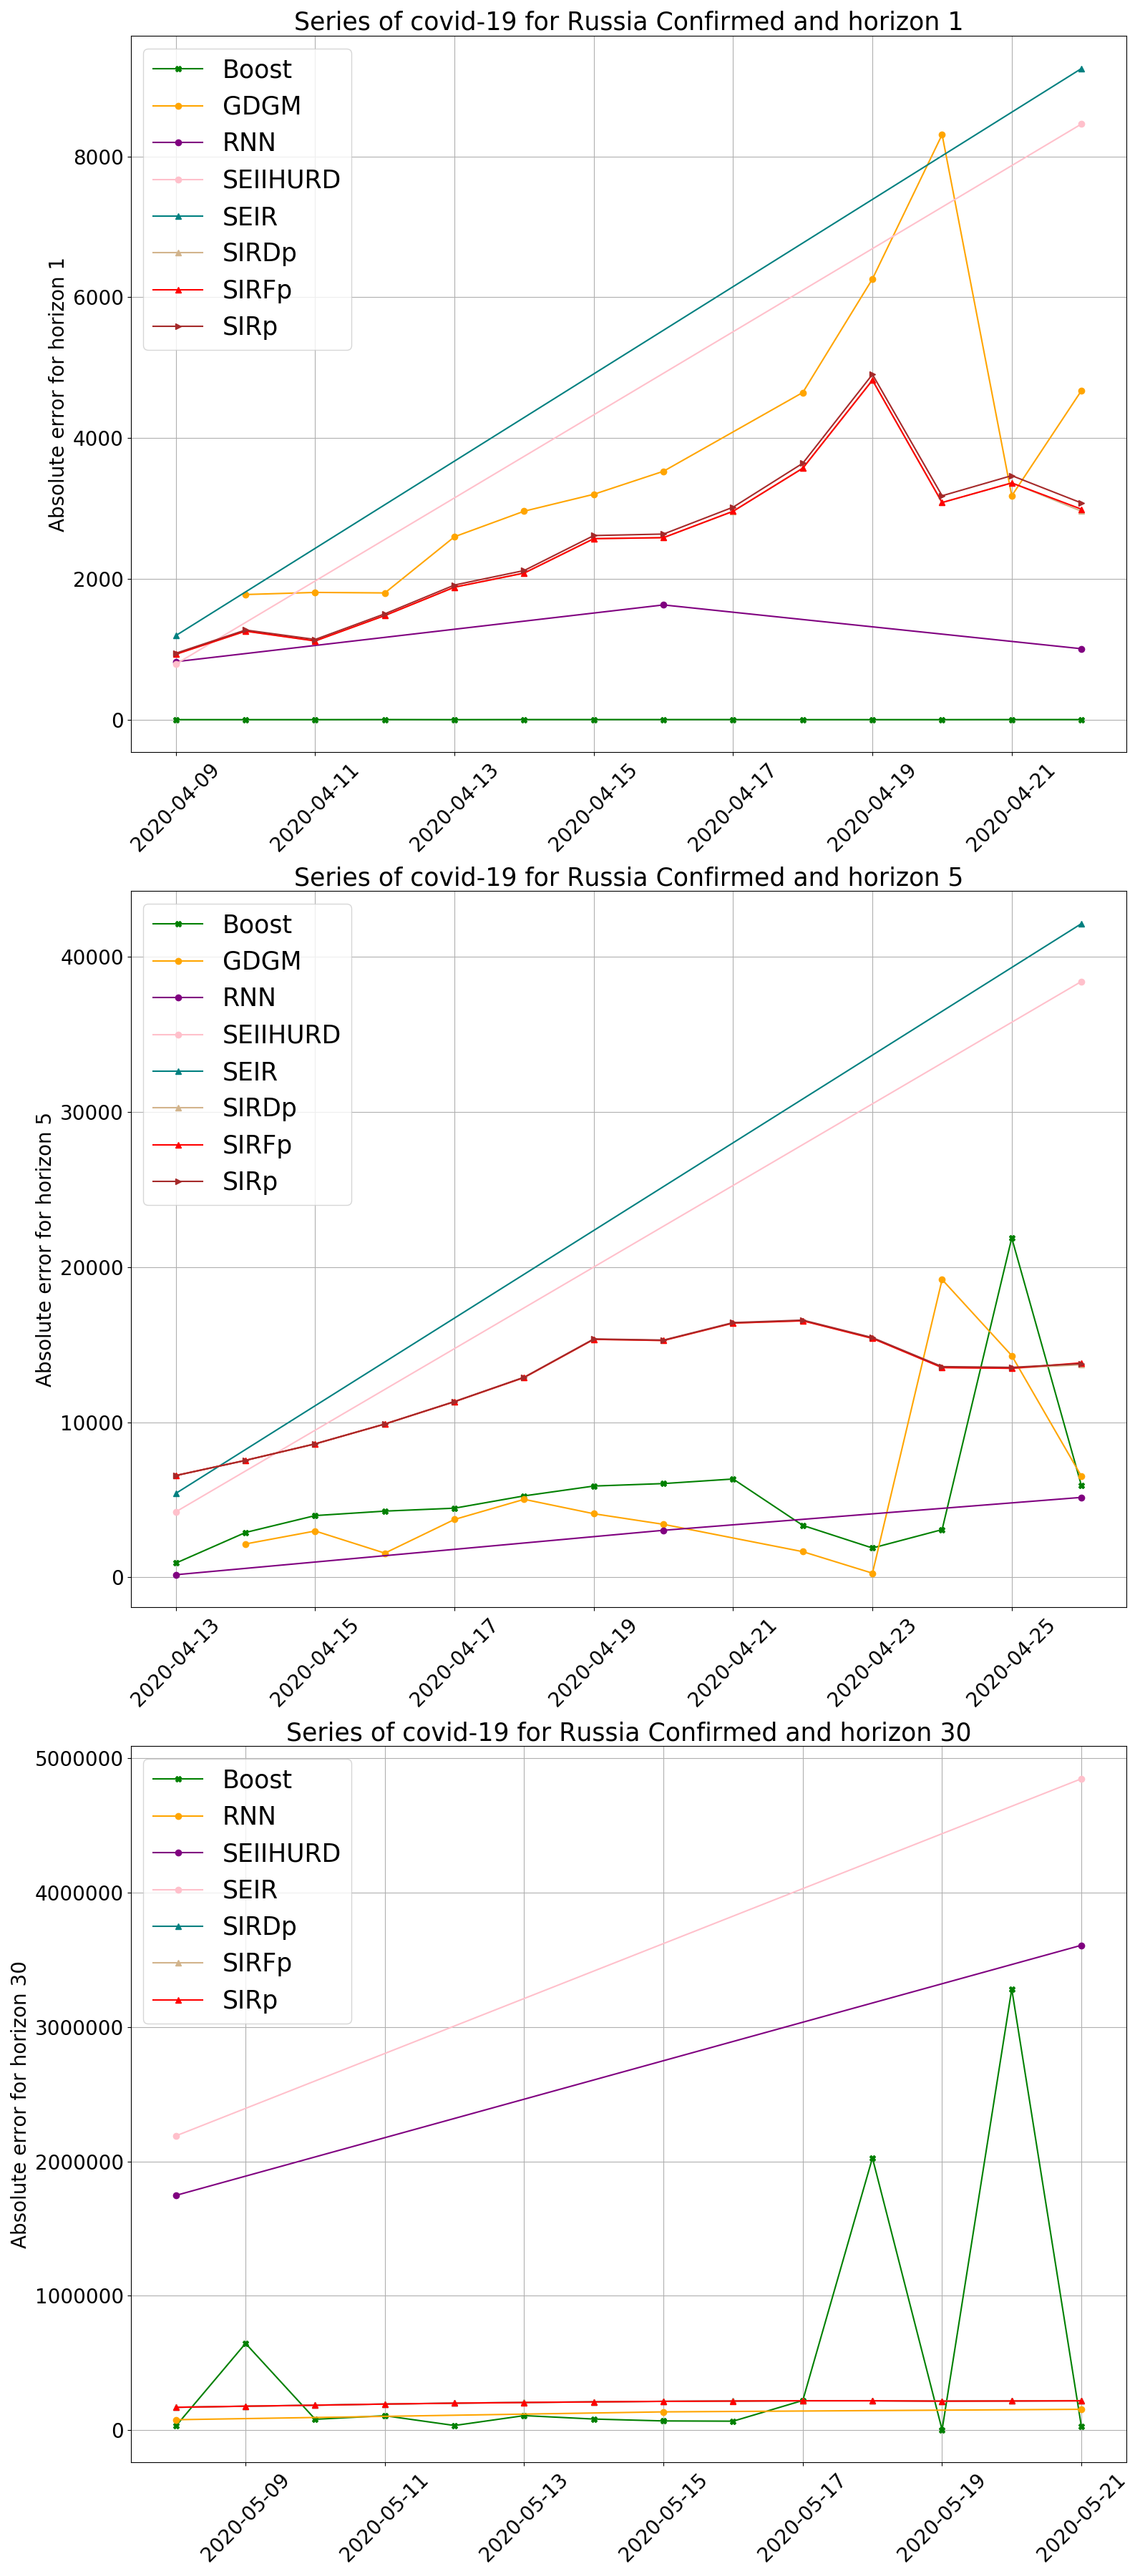 Series of covid-19 for Russia Confirmed and horizon 1
Boost
GDGM
RNN
SEIIHURD
SEIR
SIRDp
SIRFp
SIRp
Absolute error for horizon 1
8000
6000
4000
2000
0
2020-04-09
2020-04-11
2020-04-13
2020-04-15
2020-04-17
2020-04-19
2020-04-21
Series of covid-19 for Russia Confirmed and horizon 5
Boost
GDGM
RNN
SEIIHURD
SEIR
SIRDp
SIRFp
SIRp
Absolute error for horizon 5
40000
30000
20000
10000
0
2020-04-13
2020-04-15
2020-04-17
2020-04-19
2020-04-21
2020-04-23
2020-04-25
Series of covid-19 for Russia Confirmed and horizon 30
Boost
RNN
SEIIHURD
SEIR
SIRDp
SIRFp
SIRp
Absolute error for horizon 30
5000000
4000000
3000000
2000000
1000000
0
2020-05-09
2020-05-11
2020-05-13
2020-05-15
2020-05-17
2020-05-19
2020-05-21